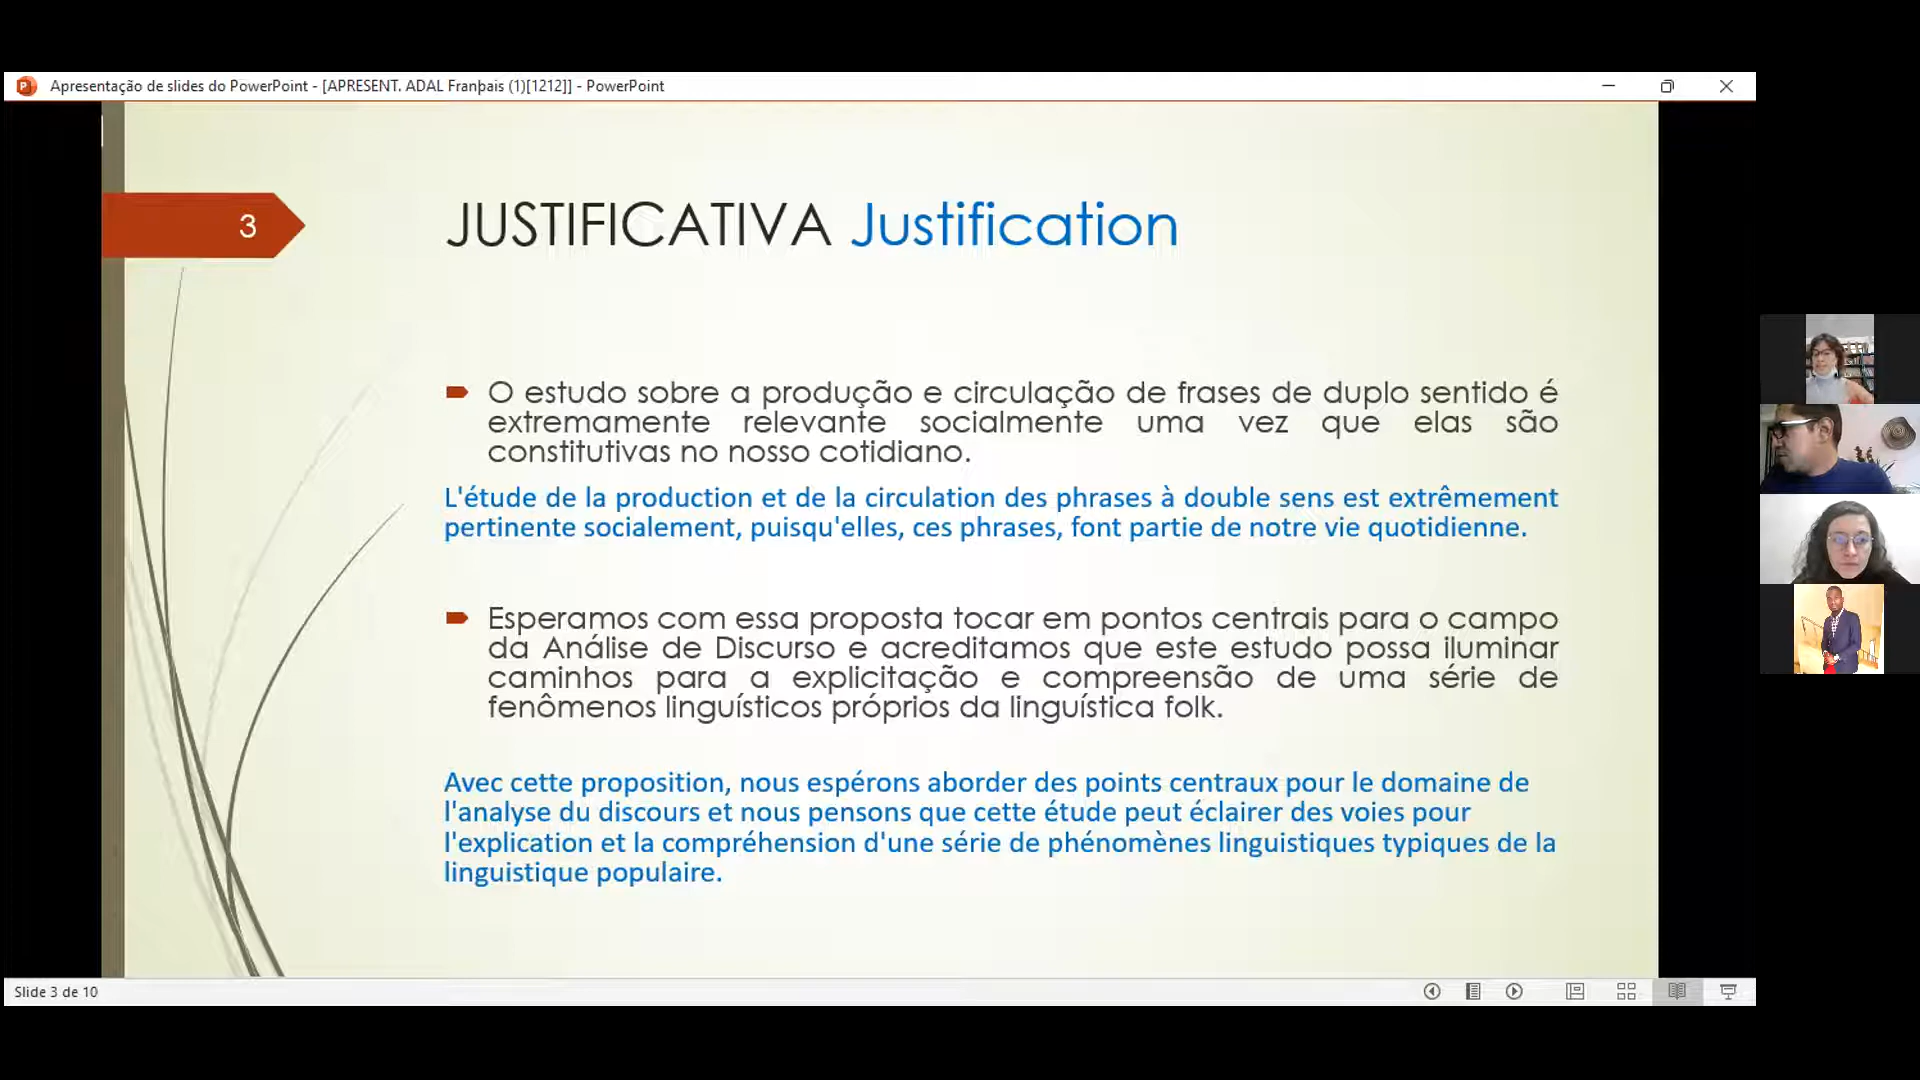 Apresentação de slides do PowerPoint - [APRESENT. ADAL Franþais (1)[1212]] - PowerPoint
3
JUSTIFICATIVA Justification
O estudo sobre a produção e circulação de frases de duplo sentido é
extremamente relevante socialmente uma vez que elas são
constitutivas no nosso cotidiano.
L'étude de la production et de la circulation des phrases à double sens est extrêmement
pertinente socialement, puisqu'elles, ces phrases, font partie de notre vie quotidienne.
Esperamos com essa proposta tocar em pontos centrais para o campo
da Análise de Discurso e acreditamos que este estudo possa iluminar
caminhos para a explicitação e compreensão de uma série de
fenômenos linguísticos próprios da linguística folk.
Avec cette proposition, nous espérons aborder des points centraux pour le domaine de
l'analyse du discours et nous pensons que cette étude peut éclairer des voies pour
l'explication et la compréhension d'une série de phénomènes linguistiques typiques de la
linguistique populaire.
Slide 3 de 10